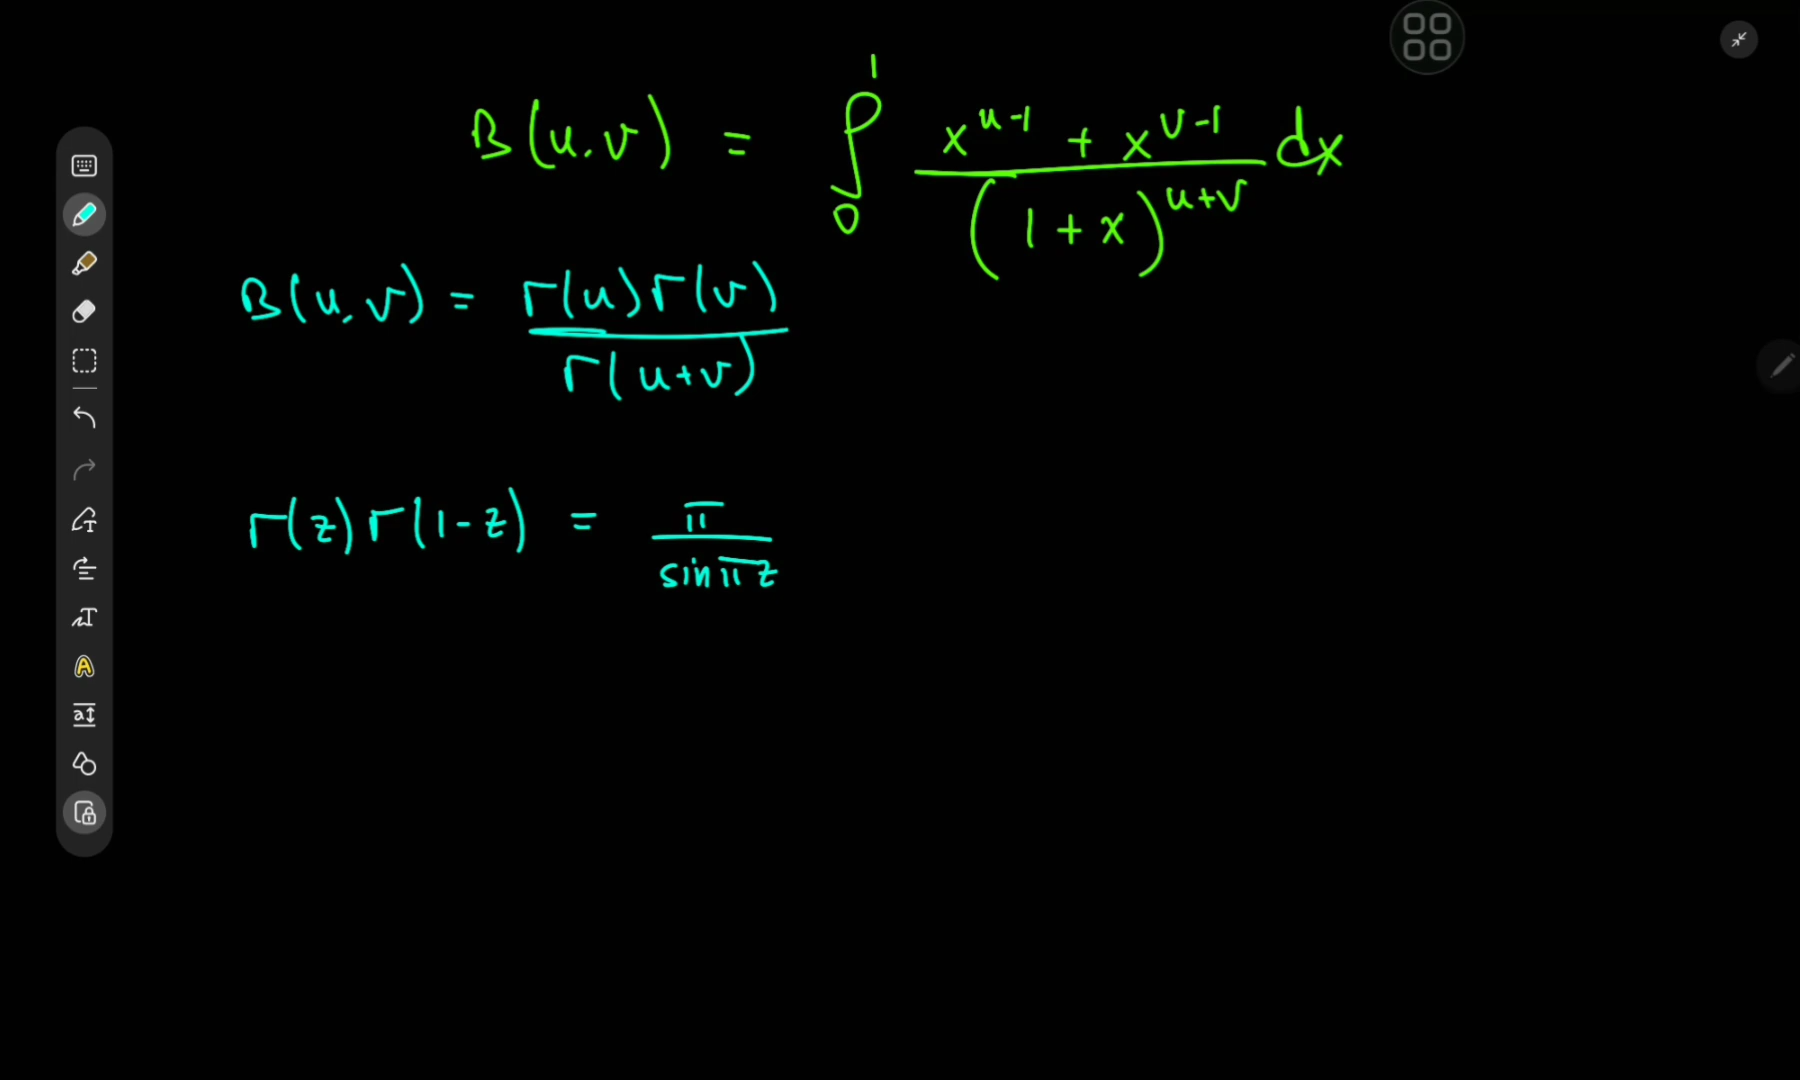 B(u,v) = ∫₀¹ (x^{u-1} + x^{v-1})/(1+x)^{u+v} dx
B(u,v) = Γ(u)Γ(v)/Γ(u+v)
Γ(z)Γ(1-z) = π/sin πz